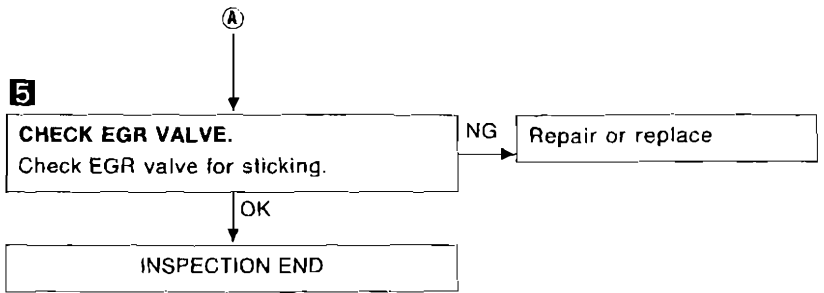 Ⓐ
5
CHECK EGR VALVE.
Check EGR valve for sticking.
NG
Repair or replace
OK
INSPECTION END